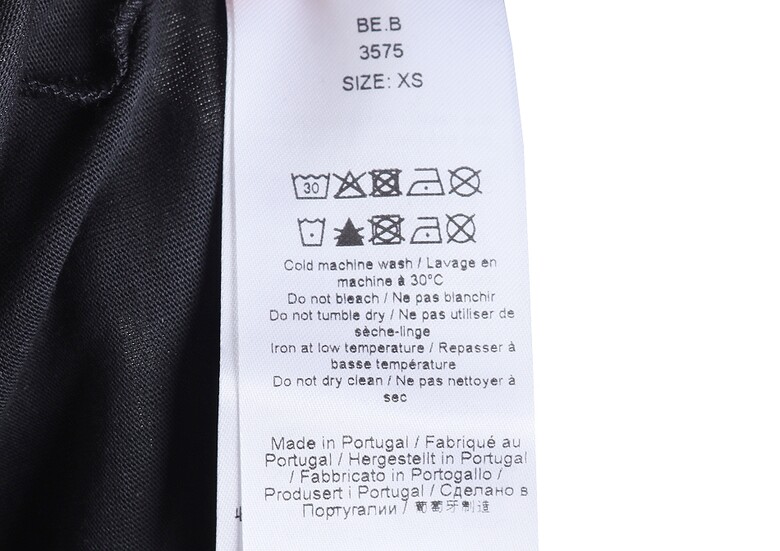 BE.B
3575
SIZE: XS
30
Cold machine wash / Lavage en
machine à 30°C
Do not bleach / Ne pas blanchir
Do not tumble dry / Ne pas utiliser de
sèche-linge
Iron at low temperature / Repasser à
basse température
Do not dry clean / Ne pas nettoyer à
sec
Made in Portugal / Fabriqué au
Portugal / Hergestellt in Portugal
/ Fabbricato in Portogallo /
Produsert i Portugal / Сделано в
Португалии / 葡萄牙制造